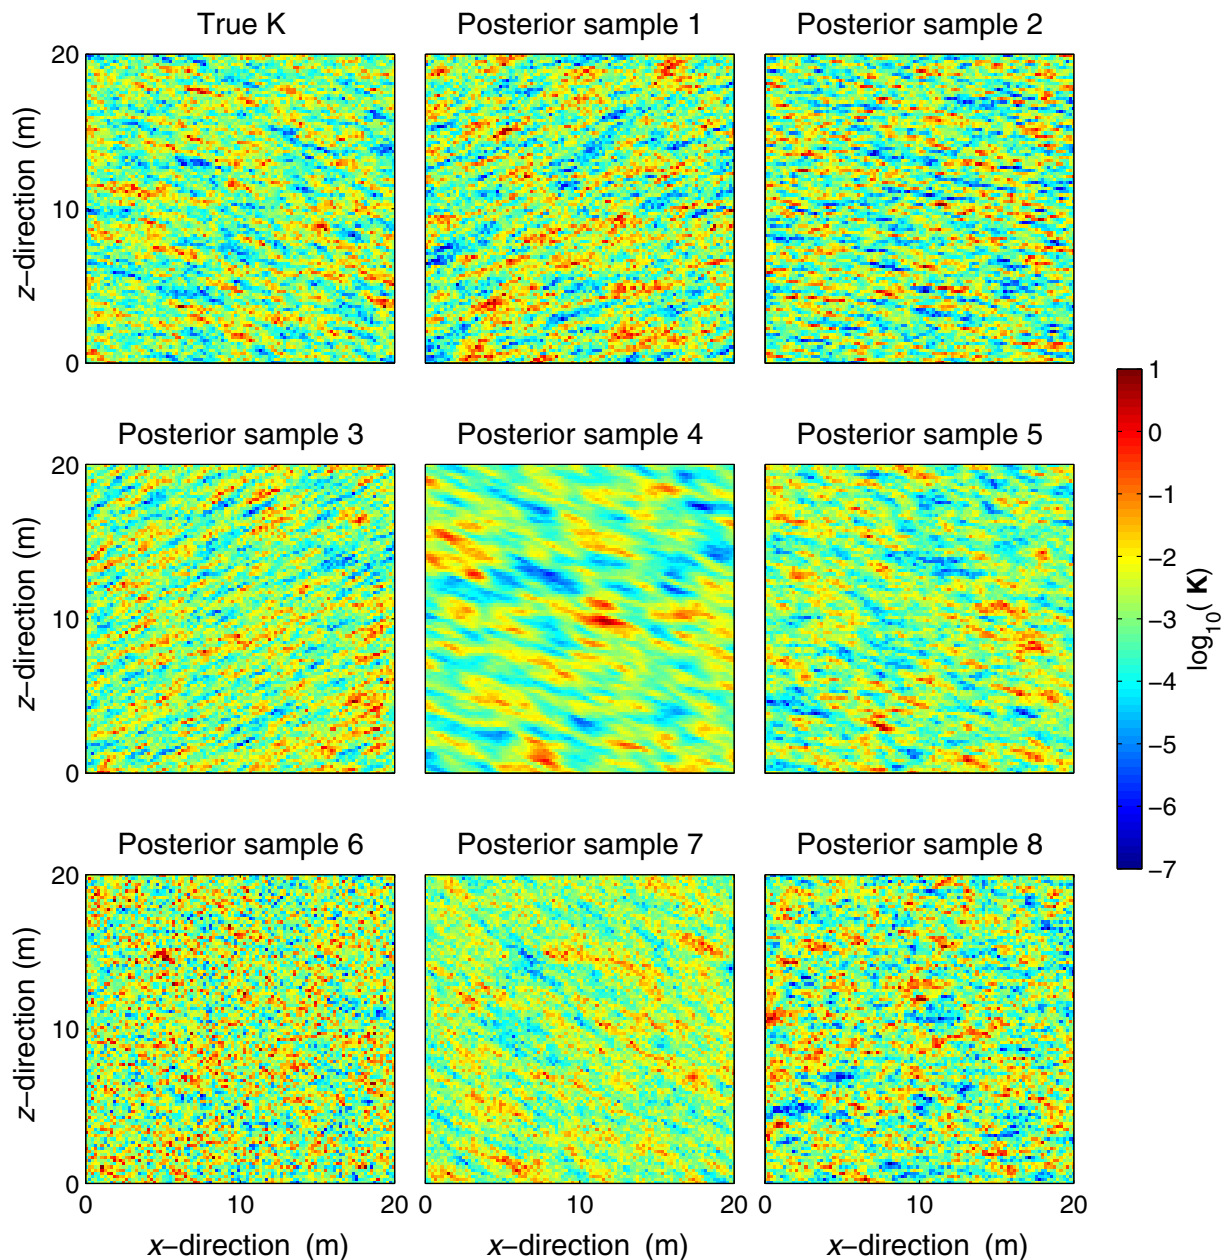 True K
Posterior sample 1
Posterior sample 2
20
10
0
z−direction (m)
Posterior sample 3
Posterior sample 4
Posterior sample 5
20
10
0
z−direction (m)
Posterior sample 6
Posterior sample 7
Posterior sample 8
20
10
0
z−direction (m)
0 10 20
0 10 20
0 10 20
x−direction (m)
x−direction (m)
x−direction (m)
1
0
−1
−2
−3
−4
−5
−6
−7
log10( K)